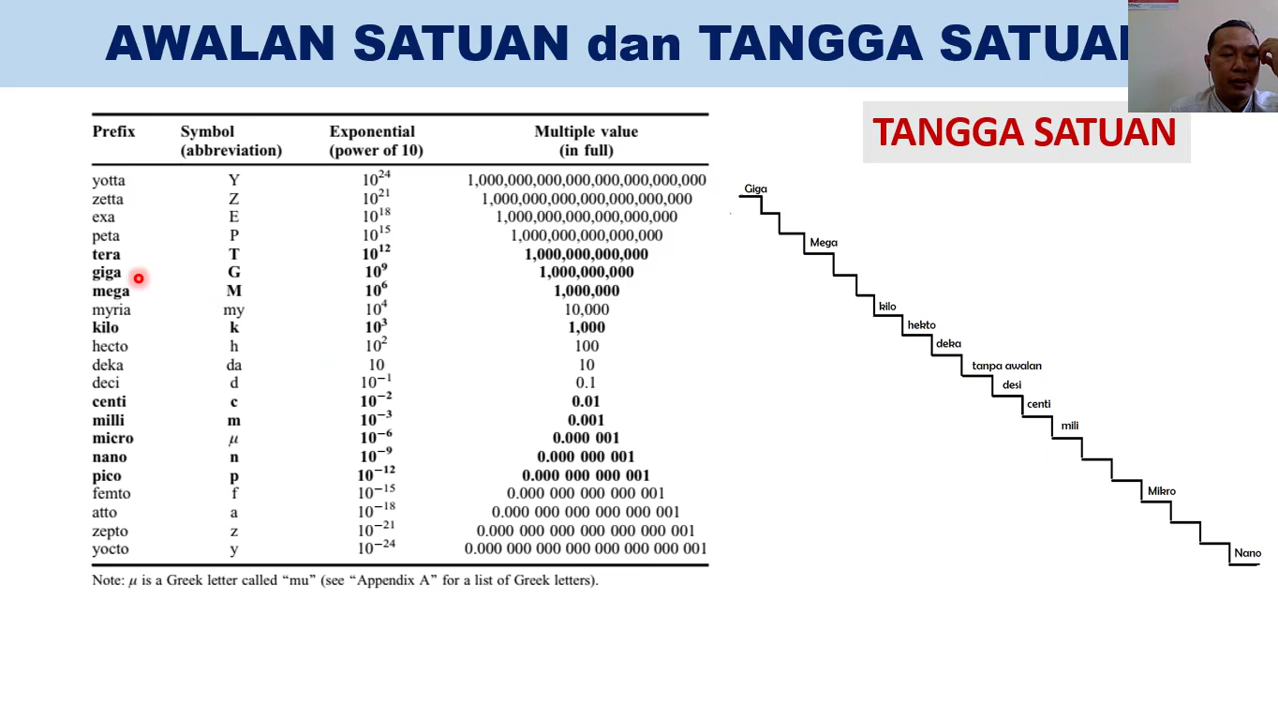 AWALAN SATUAN dan TANGGA SATUAN
TANGGA SATUAN
Prefix Symbol (abbreviation) Exponential (power of 10) Multiple value (in full)
yotta Y 10^24 1,000,000,000,000,000,000,000,000
zetta Z 10^21 1,000,000,000,000,000,000,000
exa E 10^18 1,000,000,000,000,000,000
peta P 10^15 1,000,000,000,000,000
tera T 10^12 1,000,000,000,000
giga G 10^9 1,000,000,000
mega M 10^6 1,000,000
myria my 10^4 10,000
kilo k 10^3 1,000
hecto h 10^2 100
deka da 10 10
deci d 10^−1 0.1
centi c 10^−2 0.01
milli m 10^−3 0.001
micro μ 10^−6 0.000 001
nano n 10^−9 0.000 000 001
pico p 10^−12 0.000 000 000 001
femto f 10^−15 0.000 000 000 000 001
atto a 10^−18 0.000 000 000 000 000 001
zepto z 10^−21 0.000 000 000 000 000 000 001
yocto y 10^−24 0.000 000 000 000 000 000 000 001
Note: μ is a Greek letter called “mu” (see “Appendix A” for a list of Greek letters).
Giga
Mega
kilo
hekto
deka
tanpa awalan
desi
centi
mili
Mikro
Nano